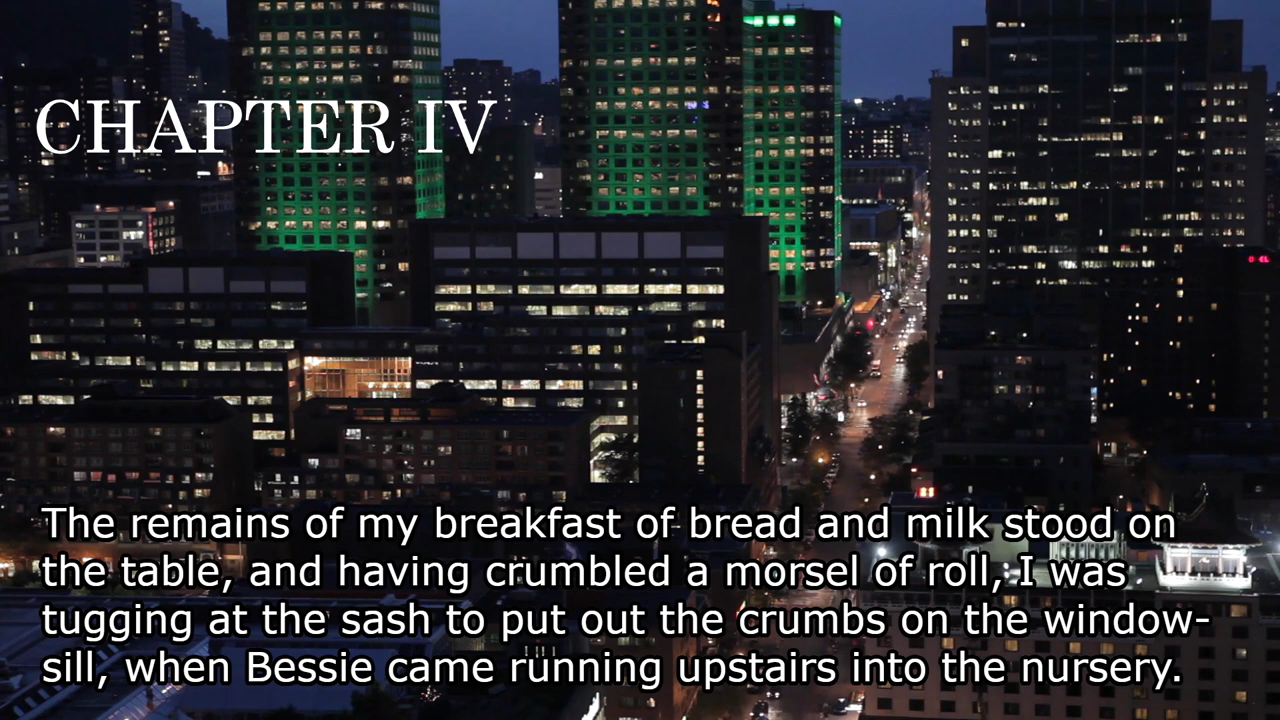 CHAPTER IV
The remains of my breakfast of bread and milk stood on
the table, and having crumbled a morsel of roll, I was
tugging at the sash to put out the crumbs on the window-
sill, when Bessie came running upstairs into the nursery.